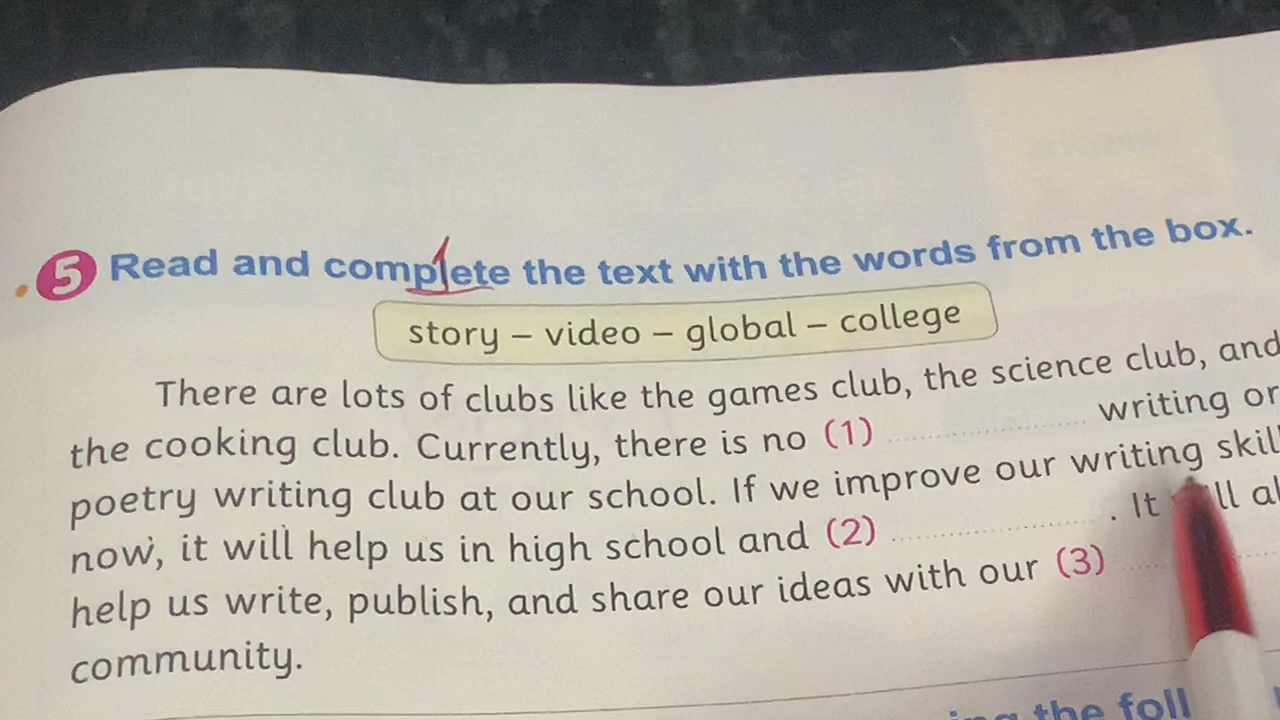 5 Read and complete the text with the words from the box.
story – video – global – college
There are lots of clubs like the games club, the science club, and
the cooking club. Currently, there is no (1) .................... writing or
poetry writing club at our school. If we improve our writing
now, it will help us in high school and (2) .................... . It
help us write, publish, and share our ideas with our (3)
community.
the